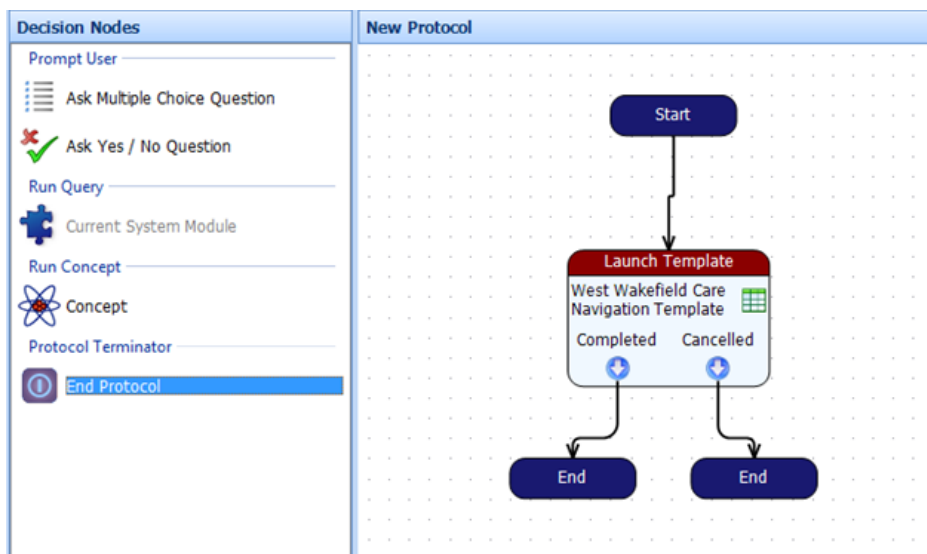 Decision Nodes
Prompt User
Ask Multiple Choice Question
Ask Yes / No Question
Run Query
Current System Module
Run Concept
Concept
Protocol Terminator
End Protocol
New Protocol
Start
Launch Template
West Wakefield Care
Navigation Template
Completed Cancelled
End End